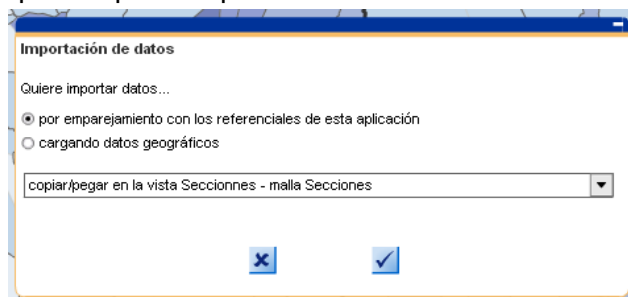 Importación de datos
Quiere importar datos...
por emparejamiento con los referenciales de esta aplicación
cargando datos geográficos
copiar/pegar en la vista Seccionnes - malla Secciones